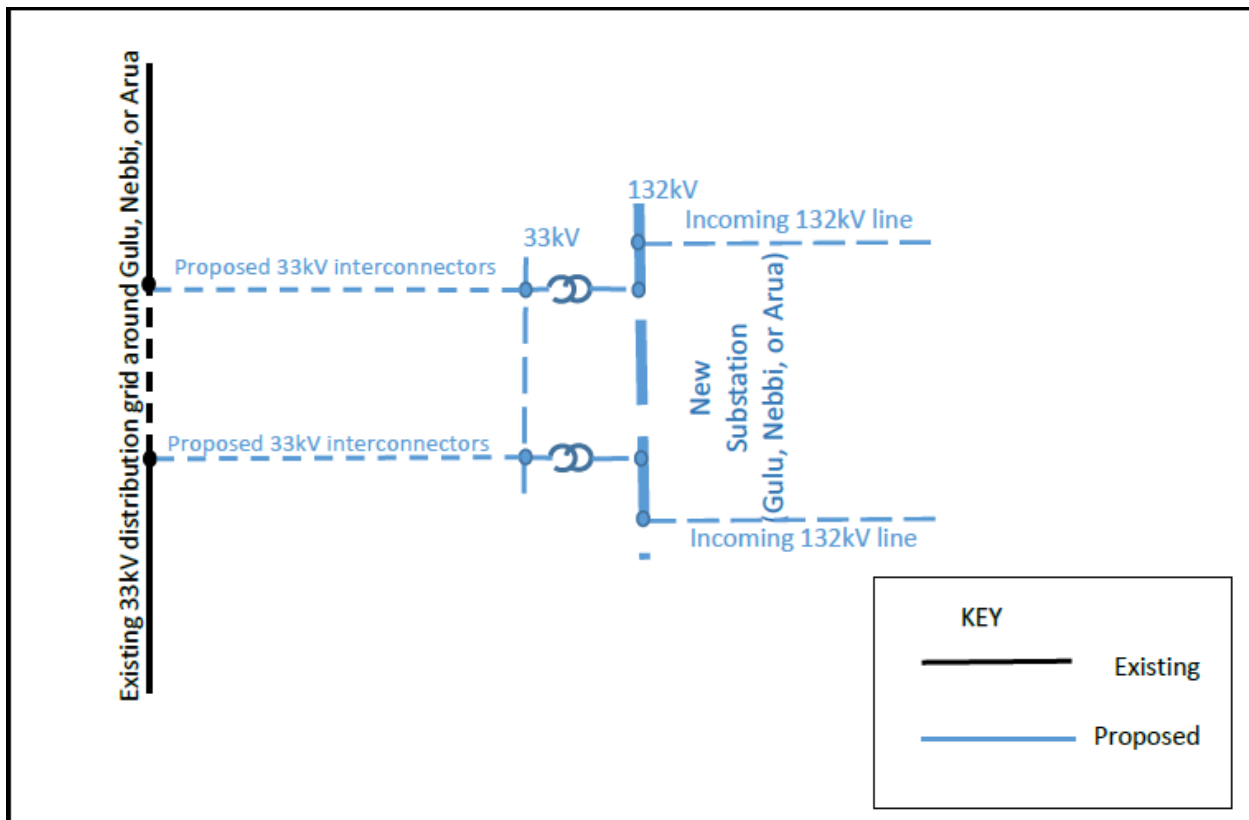 Existing 33kV distribution grid around Gulu, Nebbi, or Arua
132kV
Incoming 132kV line
33kV
Proposed 33kV interconnectors
New
Substation
(Gulu, Nebbi, or Arua)
Proposed 33kV interconnectors
Incoming 132kV line
KEY
Existing
Proposed